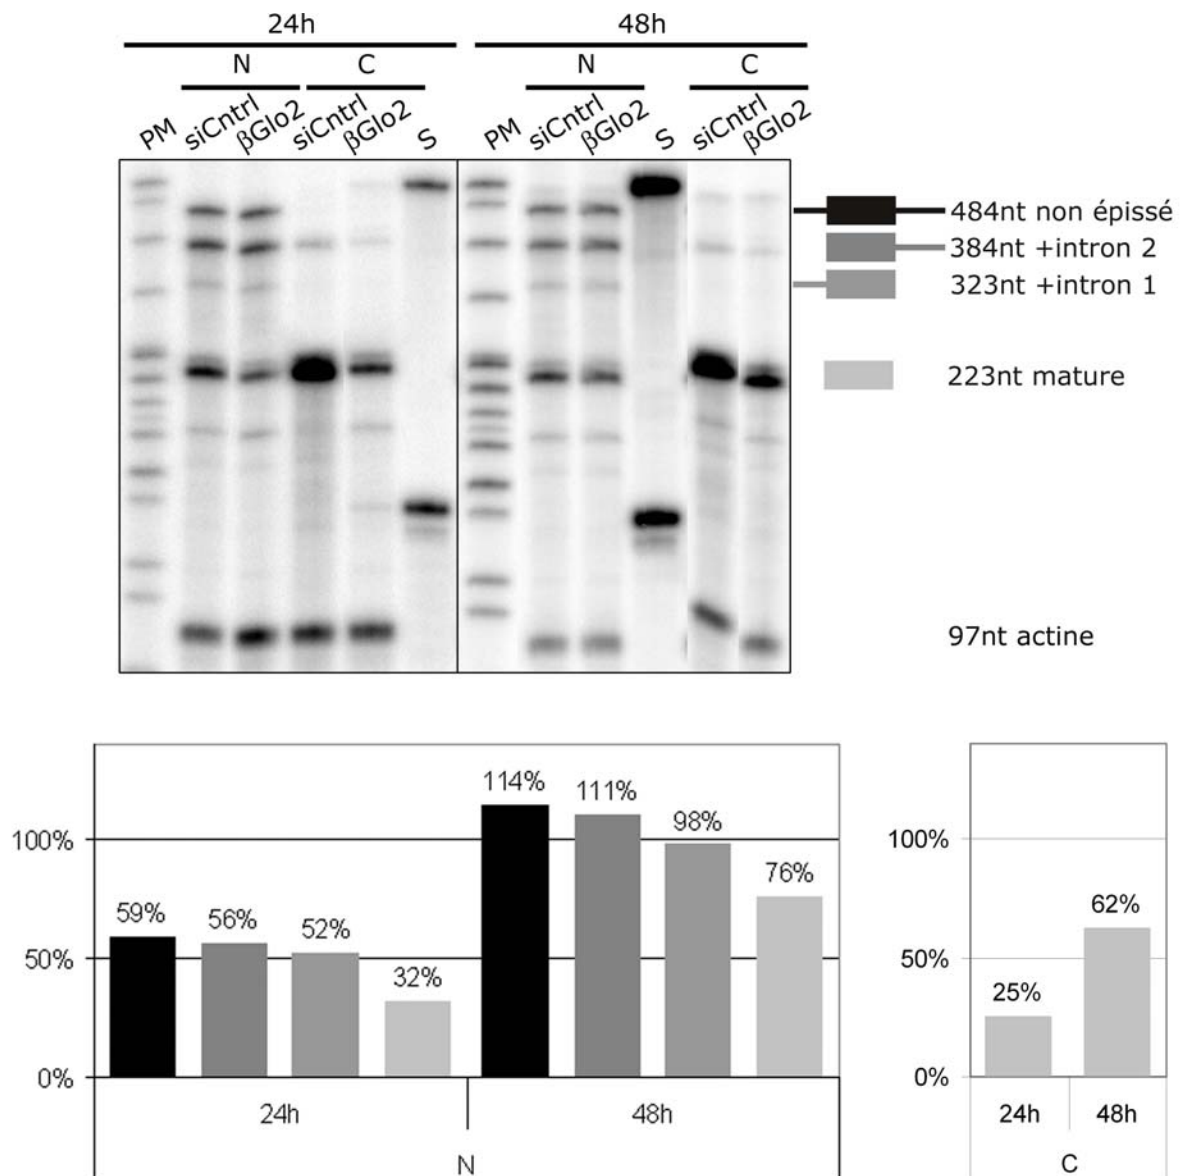 24h 48h
N C N C
PM siCntrl βGlo2 siCntrl βGlo2 S PM siCntrl βGlo2 S siCntrl βGlo2
484nt non épissé
384nt +intron 2
323nt +intron 1
223nt mature
97nt actine
114% 111%
100% 98% 100%
59% 56% 52% 76% 62%
50% 32% 50%
25%
0% 0%
24h 48h 24h 48h
N C